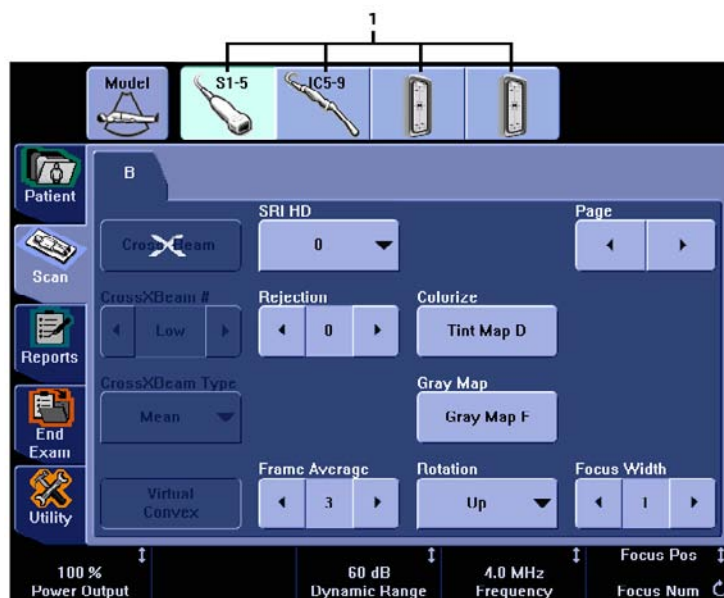 1
Model
S1-5
IC5-9
Patient
Scan
Reports
End
Exam
Utility
B
SRI HD
Page
CrossXBeam
0
CrossXBeam #
Rejection
Colorize
Low
0
Tint Map D
CrossXBeam Type
Gray Map
Mean
Gray Map F
Frame Average
Rotation
Focus Width
Virtual
Convex
3
Up
1
100 %
Power Output
60 dB
Dynamic Range
4.0 MHz
Frequency
Focus Pos
Focus Num